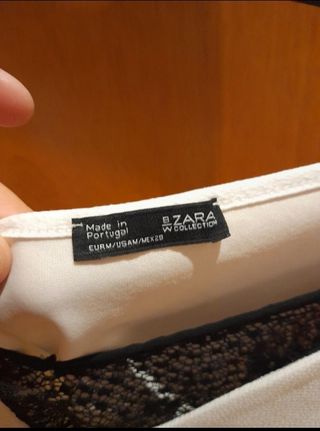 Made in
Portugal
EUR M/USA M/MEX 28
B/W ZARA
COLLECTION